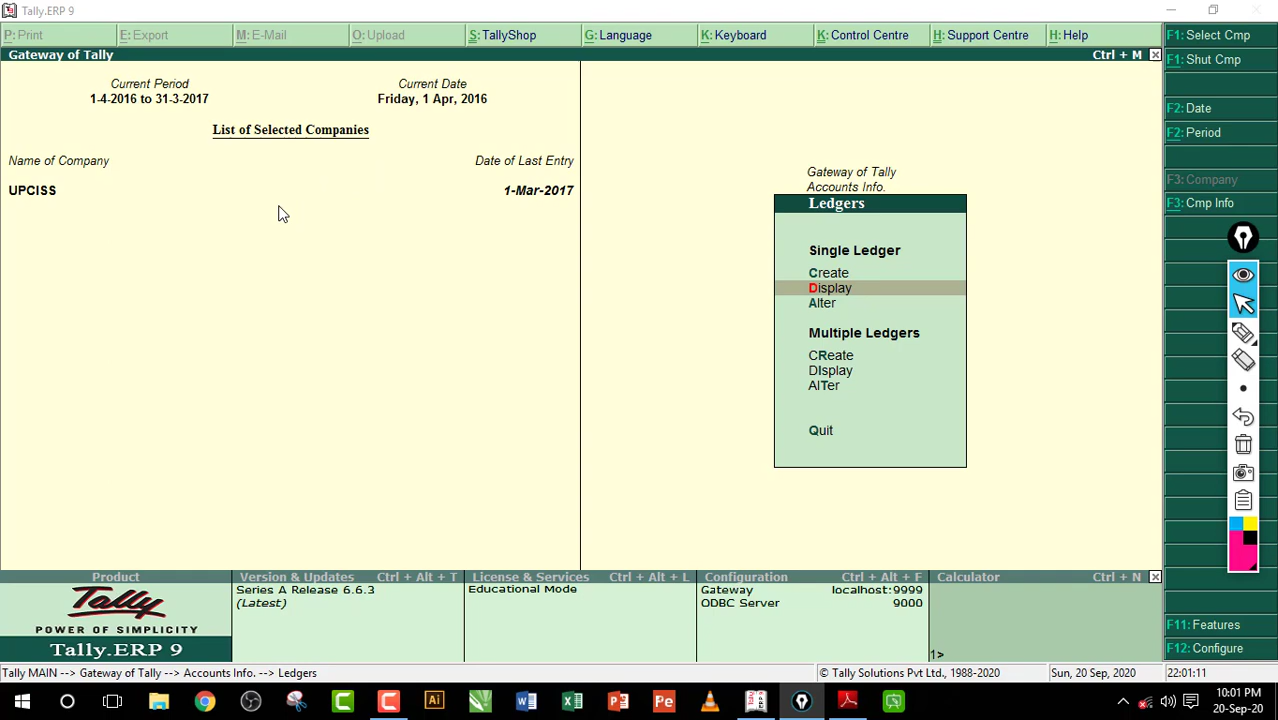 Tally.ERP 9
P: Print
E: Export
M: E-Mail
O: Upload
S: TallyShop
G: Language
K: Keyboard
K: Control Centre
H: Support Centre
H: Help
F1: Select Cmp
Gateway of Tally
Ctrl + M
F1: Shut Cmp
Current Period
1-4-2016 to 31-3-2017
Current Date
Friday, 1 Apr, 2016
F2: Date
F2: Period
List of Selected Companies
Name of Company
Date of Last Entry
UPCISS
1-Mar-2017
F3: Company
F3: Cmp Info
Gateway of Tally
Accounts Info.
Ledgers
Single Ledger
Create
Display
Alter
Multiple Ledgers
CReate
DIsplay
AlTer
Quit
Product
Tally
POWER OF SIMPLICITY
Tally.ERP 9
Version & Updates
Ctrl + Alt + T
Series A Release 6.6.3
(Latest)
License & Services
Ctrl + Alt + L
Educational Mode
Configuration
Ctrl + Alt + F
Gateway
localhost:9999
ODBC Server
9000
Calculator
Ctrl + N
1>
F11: Features
F12: Configure
Tally MAIN --> Gateway of Tally --> Accounts Info. --> Ledgers
© Tally Solutions Pvt Ltd., 1988-2020
Sun, 20 Sep, 2020
22:01:11
10:01 PM
20-Sep-20